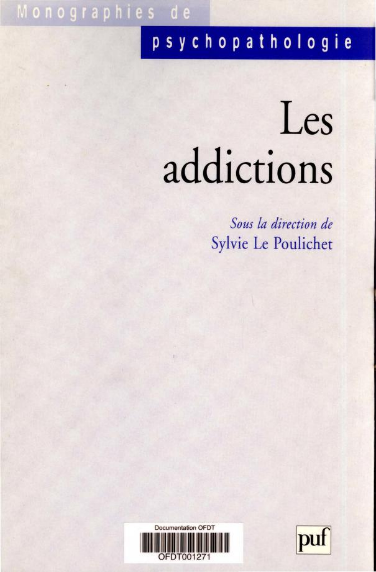 Monographies de
psychopathologie
Les
addictions
Sous la direction de
Sylvie Le Poulichet
Documentation OFDT
OFDT001271
puf